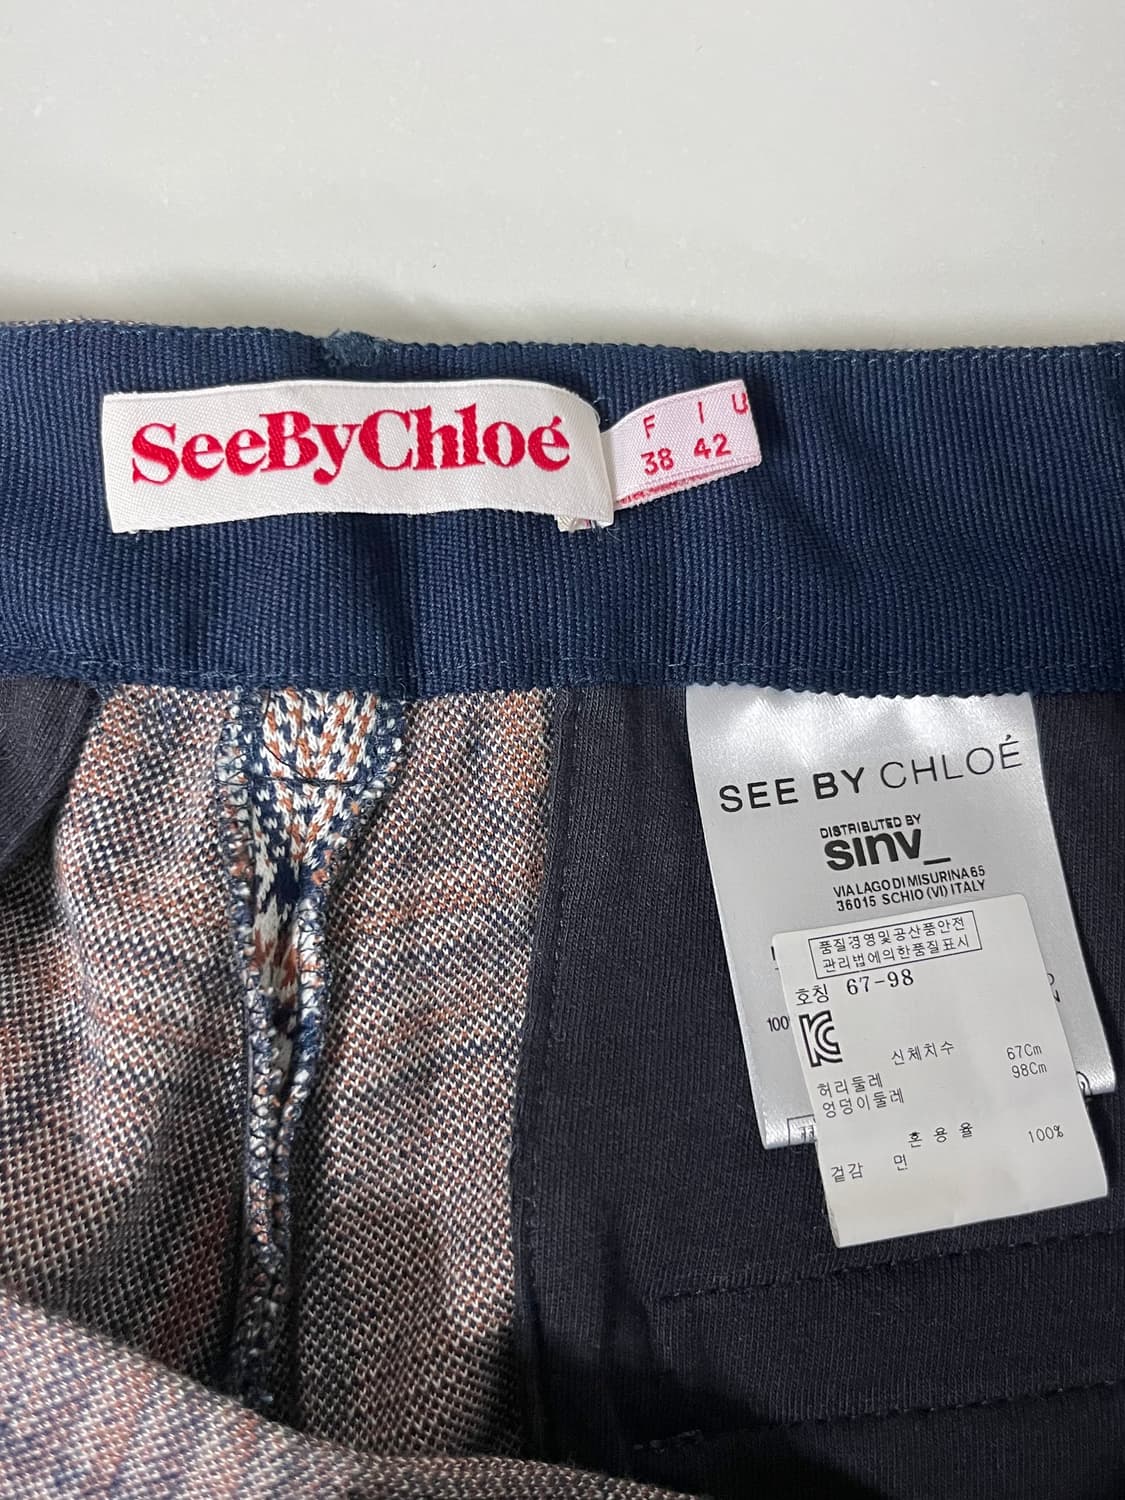 SeeByChloé
F I U
38 42
SEE BY CHLOÉ
DISTRIBUTED BY
sinv_
VIA LAGO DI MISURINA 65
36015 SCHIO (VI) ITALY
품질경영및공산품안전
관리법에의한품질표시
호칭 67-98
100
신체치수
허리둘레 67Cm
엉덩이둘레 98Cm
혼용율
겉감 면 100%